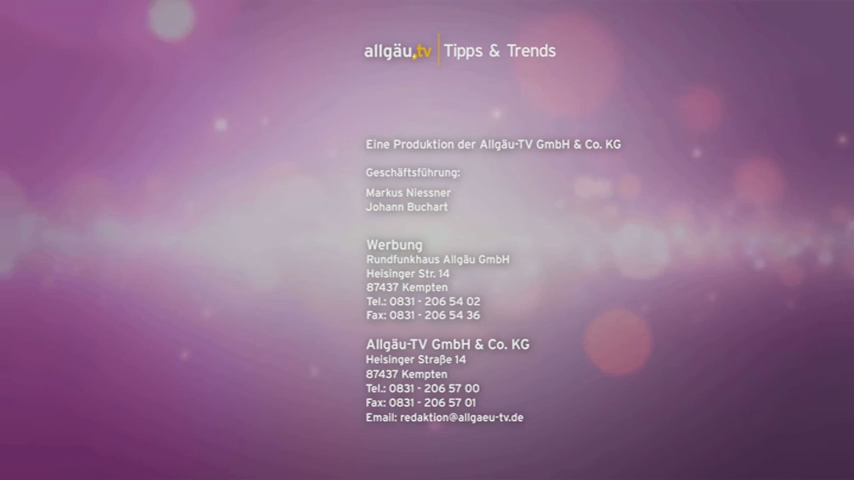 allgäu.tv Tipps & Trends
Eine Produktion der Allgäu-TV GmbH & Co. KG
Geschäftsführung:
Markus Niessner
Johann Buchart
Werbung
Rundfunkhaus Allgäu GmbH
Heisinger Str. 14
87437 Kempten
Tel.: 0831 - 206 54 02
Fax: 0831 - 206 54 36
Allgäu-TV GmbH & Co. KG
Heisinger Straße 14
87437 Kempten
Tel.: 0831 - 206 57 00
Fax: 0831 - 206 57 01
Email: redaktion@allgaeu-tv.de